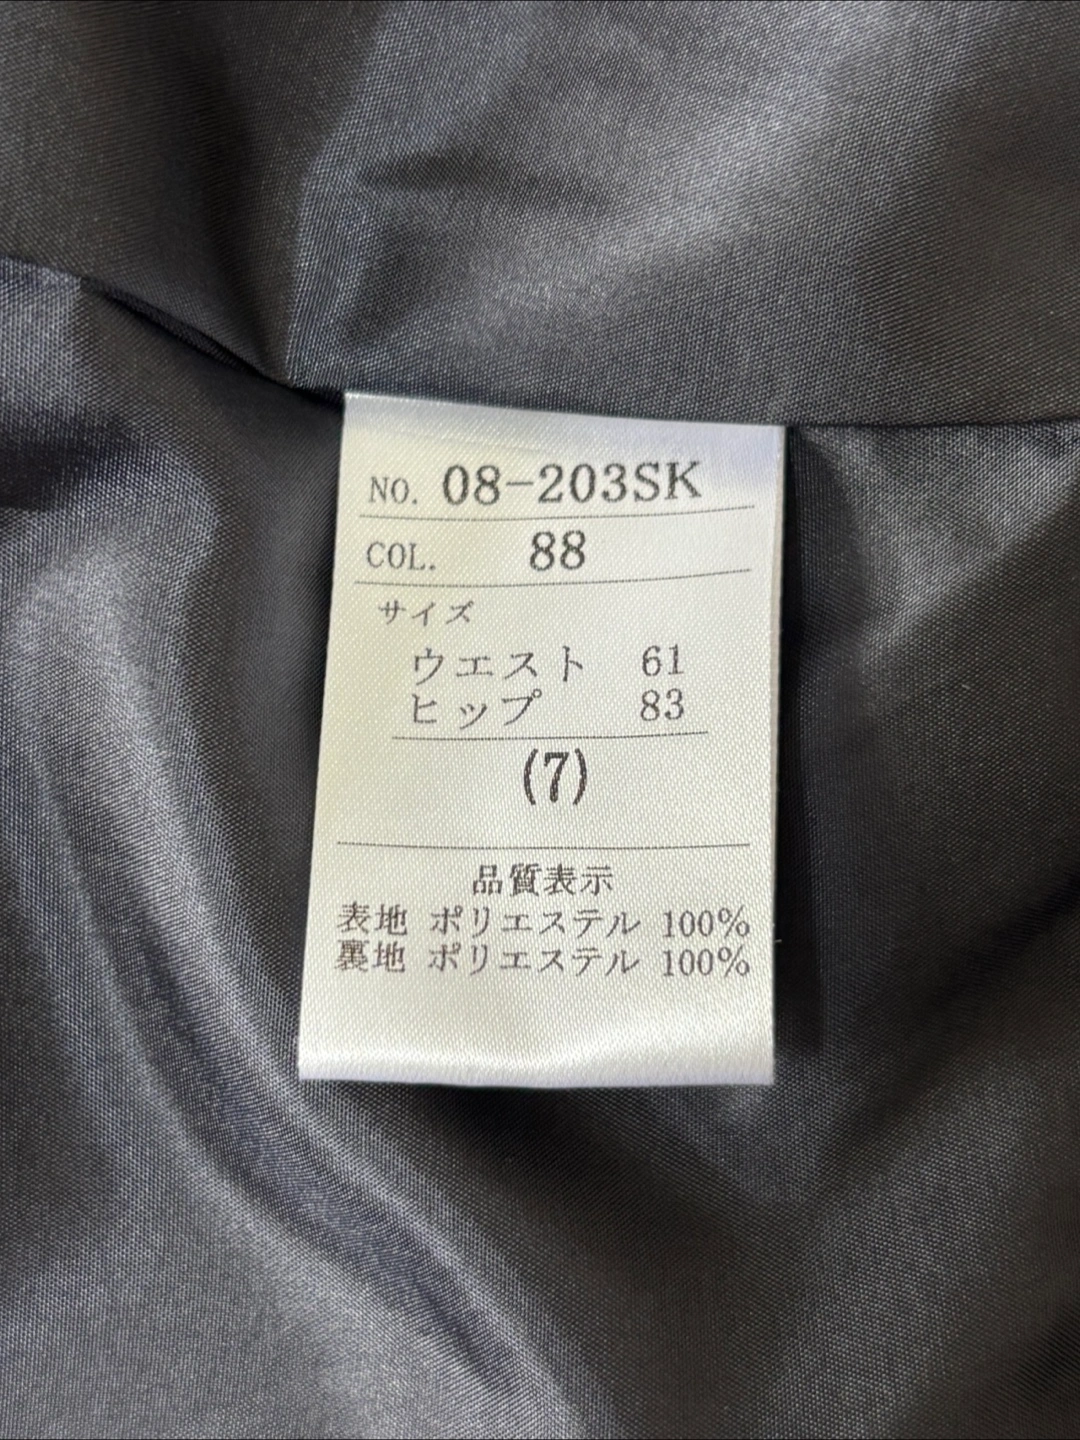 NO. 08-203SK
COL. 88
サイズ
ウエスト 61
ヒップ 83
(7)
品質表示
表地 ポリエステル 100%
裏地 ポリエステル 100%